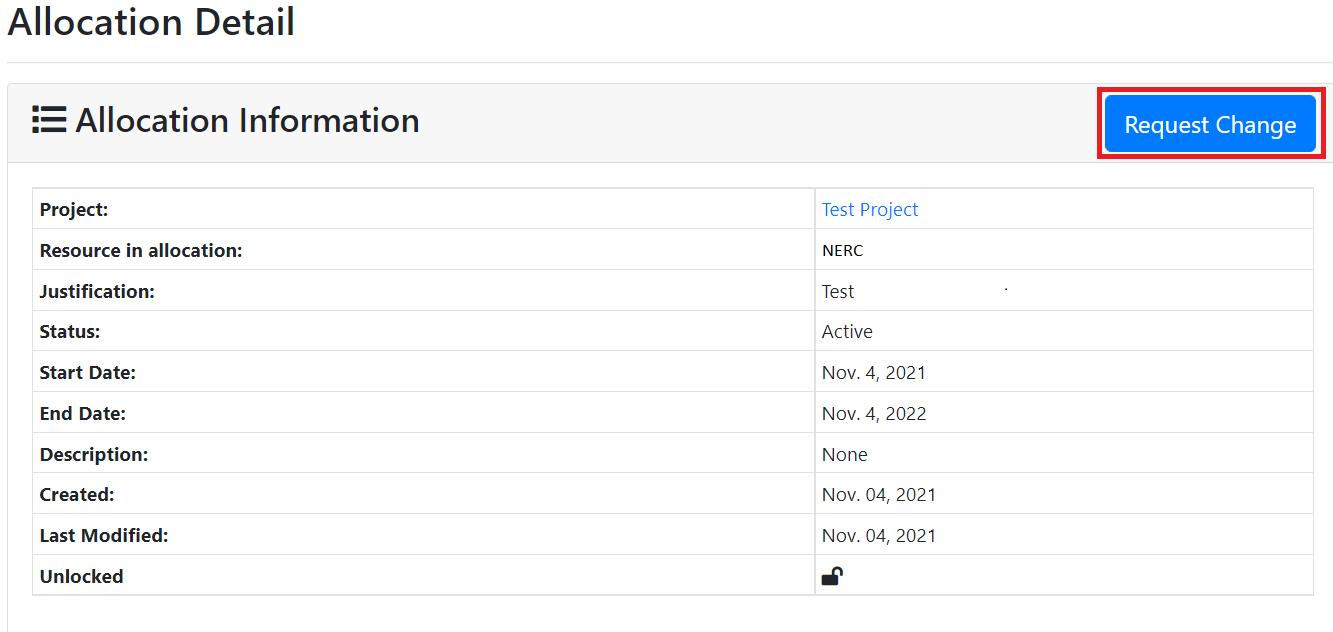 Allocation Detail
Allocation Information
Request Change
Project: Test Project
Resource in allocation: NERC
Justification: Test
Status: Active
Start Date: Nov. 4, 2021
End Date: Nov. 4, 2022
Description: None
Created: Nov. 04, 2021
Last Modified: Nov. 04, 2021
Unlocked